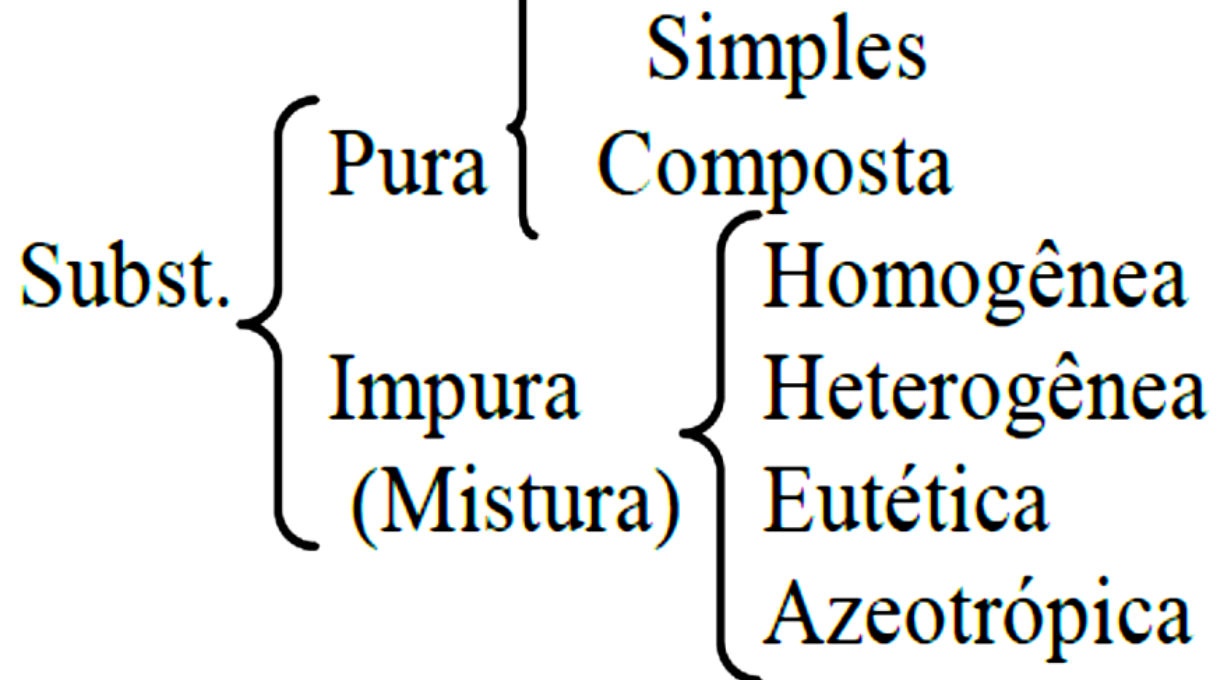 Simples
Pura
Composta
Subst.
Homogênea
Impura
Heterogênea
(Mistura)
Eutética
Azeotrópica